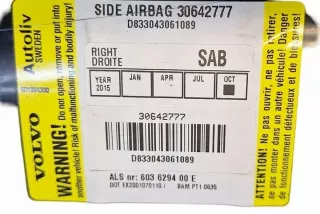 SIDE AIRBAG 30642777
D833043061089
Autoliv
SWEDEN
VOLVO
WARNING!
Do not open, remove or put into
another vehicle! Risk of malfunctioning and injury.
RIGHT
DROITE
SAB
YEAR
2015
JAN
APR
JUL
OCT
30642777
D833043061089
ALS nr: 603 6294 00 E
ATTENTION!
Ne pas ouvrir, ne pas retirer,
ne pas monter dans un autre véhicule! Danger
de fonctionnement défectueux et de blessures.